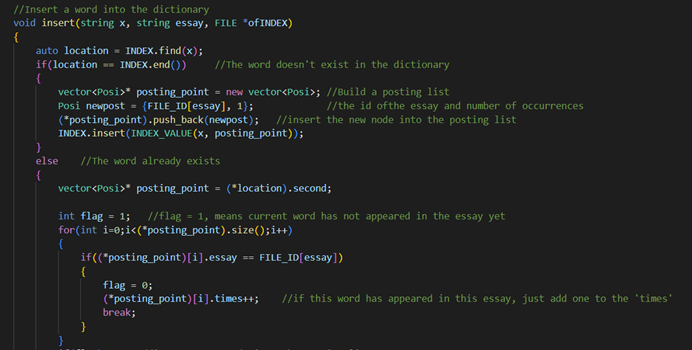 //Insert a word into the dictionary
void insert(string x, string essay, FILE *ofINDEX)
{
    auto location = INDEX.find(x);
    if(location == INDEX.end())     //The word doesn't exist in the dictionary
    {
        vector<Posi>* posting_point = new vector<Posi>; //Build a posting list
        Posi newpost = {FILE_ID[essay], 1};            //the id ofthe essay and number of occurrences
        (*posting_point).push_back(newpost);   //insert the new node into the posting list
        INDEX.insert(INDEX_VALUE(x, posting_point));
    }
    else    //The word already exists
    {
        vector<Posi>* posting_point = (*location).second;

        int flag = 1;   //flag = 1, means current word has not appeared in the essay yet
        for(int i=0;i<(*posting_point).size();i++)
        {
            if((*posting_point)[i].essay == FILE_ID[essay])
            {
                flag = 0;
                (*posting_point)[i].times++;    //if this word has appeared in this essay, just add one to the 'times'
                break;
            }
        }